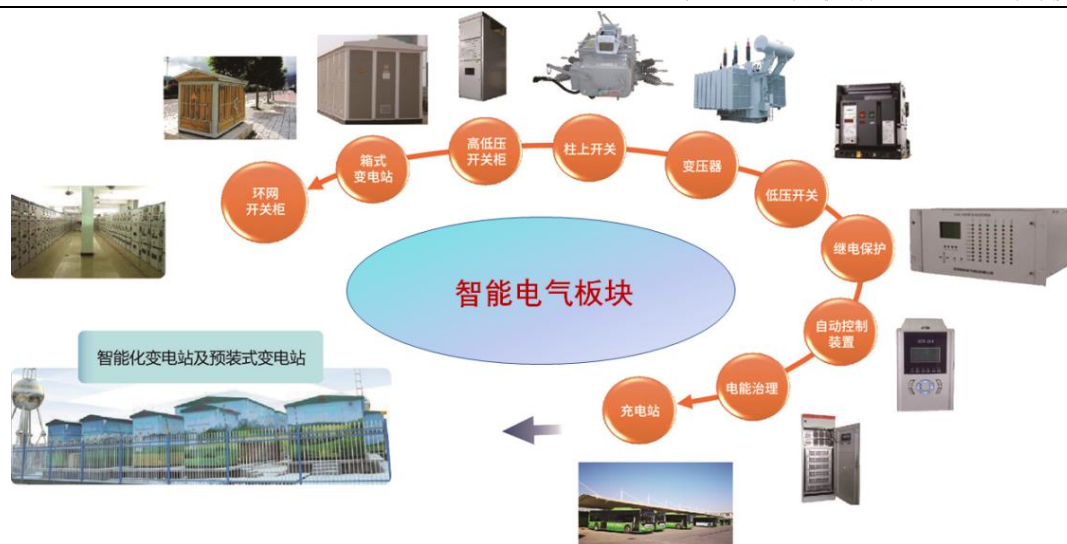 环网
开关柜
箱式
变电站
高低压
开关柜
柱上开关
变压器
低压开关
继电保护
自动控制
装置
电能治理
充电站
智能电气板块
智能化变电站及预装式变电站